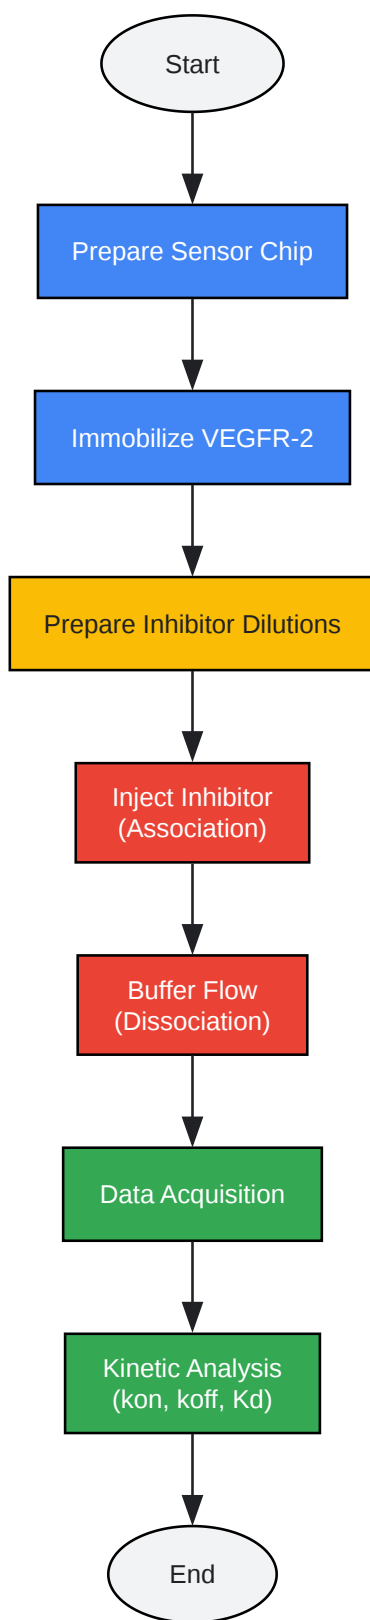 Start
Prepare Sensor Chip
Immobilize VEGFR-2
Prepare Inhibitor Dilutions
Inject Inhibitor
(Association)
Buffer Flow
(Dissociation)
Data Acquisition
Kinetic Analysis
(kon, koff, Kd)
End